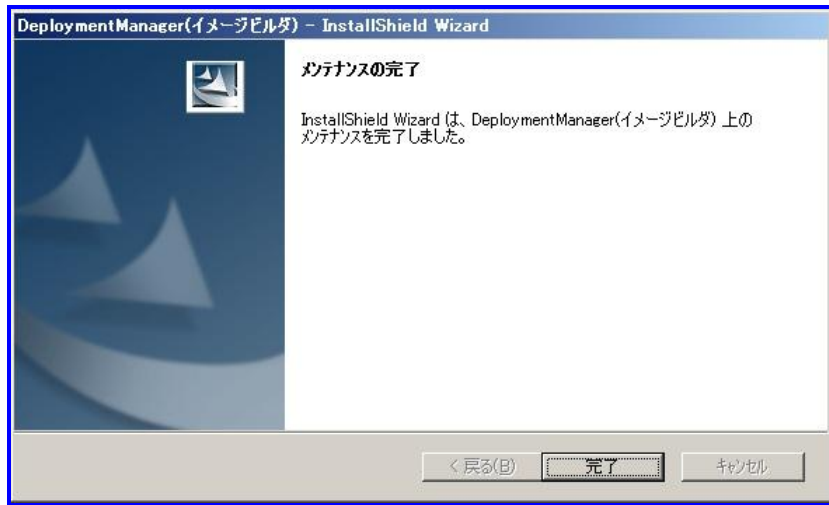 DeploymentManager(イメージビルダ) - InstallShield Wizard
メンテナンスの完了
InstallShield Wizard は、DeploymentManager(イメージビルダ) 上の
メンテナンスを完了しました。
< 戻る(B)
完了
キャンセル